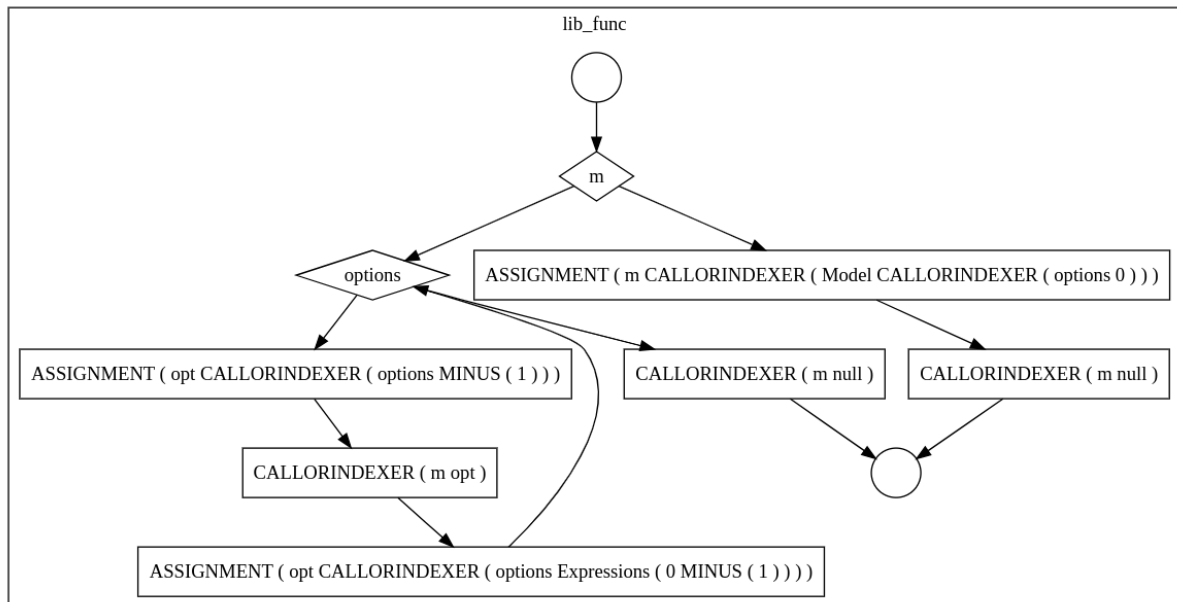 lib_func
m
options
ASSIGNMENT ( m CALLORINDEXER ( Model CALLORINDEXER ( options 0 ) ) )
ASSIGNMENT ( opt CALLORINDEXER ( options MINUS ( 1 ) ) )
CALLORINDEXER ( m null )
CALLORINDEXER ( m null )
CALLORINDEXER ( m opt )
ASSIGNMENT ( opt CALLORINDEXER ( options Expressions ( 0 MINUS ( 1 ) ) ) )